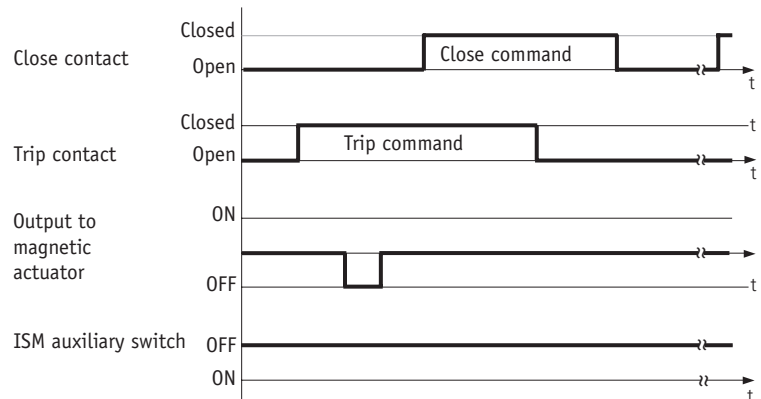 Closed
Close contact
Close command
Open
t
Closed
t
Trip contact
Trip command
Open
t
Output to
magnetic
actuator
ON
OFF
t
ISM auxiliary switch
OFF
ON
t